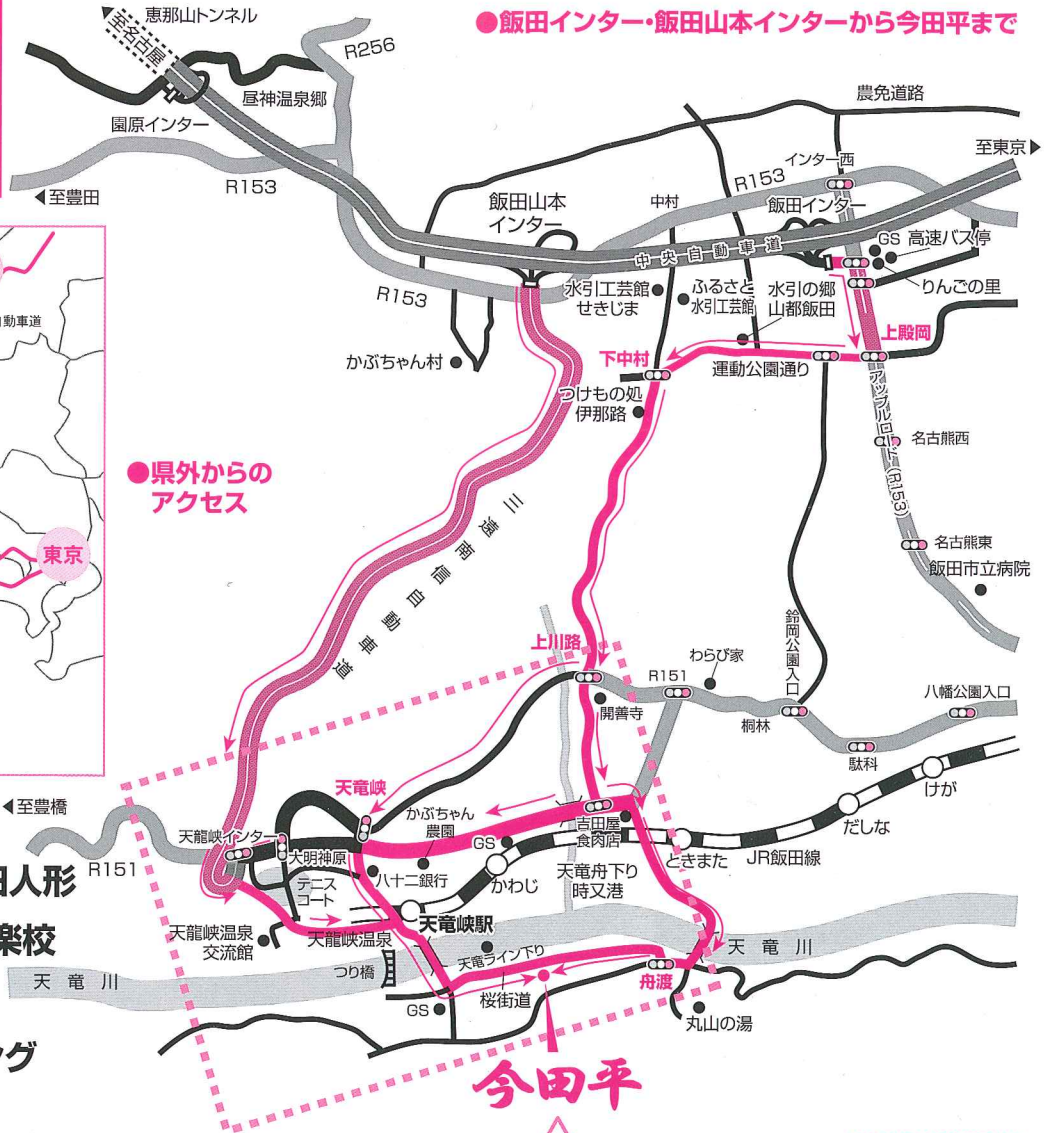 ●飯田インター・飯田山本インターから今田平まで
恵那山トンネル
至名古屋
R256
昼神温泉郷
園原インター
R153
◀至豊田
農免道路
至東京▶
インター西
R153
中村
飯田インター
飯田山本
インター
GS
高速バス停
中央自動車道
りんごの里
R153
水引工芸館
せきじま
ふるさと
水引工芸館
水引の郷
山都飯田
上殿岡
動車道
かぶちゃん村
下中村
運動公園通り
つけもの処
伊那路
アップルロード(R153)
名古熊西
●県外からの
アクセス
三遠南信自動車道
東京
名古熊東
飯田市立病院
鈴岡公園入口
上川路
わらび家
R151
開善寺
桐林
八幡公園入口
駄科
けが
◀至豊橋
天竜峡
かぶちゃん
農園
だしな
天龍峡インター
大明神原
GS
吉田屋
食肉店
ときまた
JR飯田線
R151
田人形
テニス
コート
八十二銀行
かわじ
天竜舟下り
時又港
楽校
天龍峡温泉
交流館
天龍峡温泉
天龍峡駅
天竜川
つり橋
天竜ライン下り
天竜川
舟渡
GS
桜街道
丸山の湯
ング
今田平